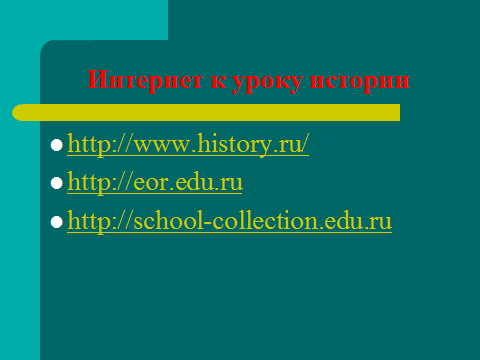 Интернет к уроку истории
http://www.history.ru/
http://eor.edu.ru
http://school-collection.edu.ru